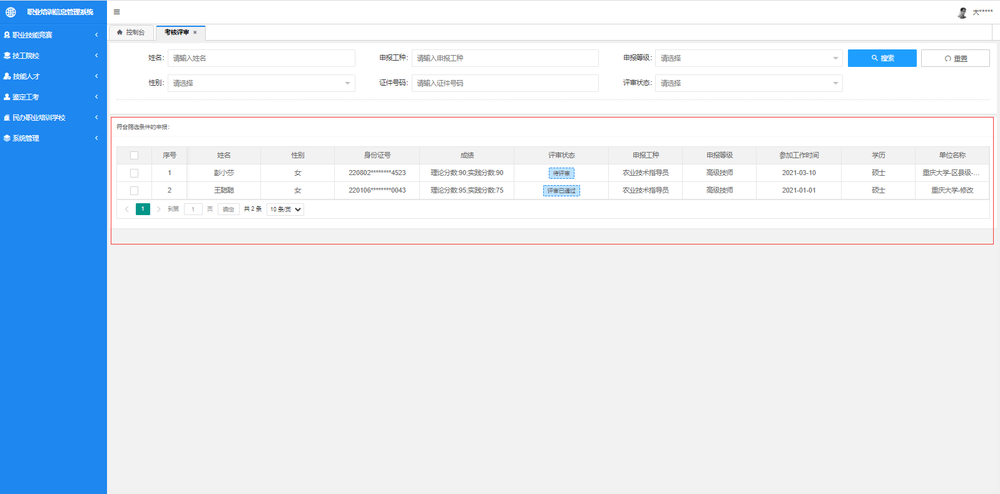 职业培训信息管理系统
大*****
职业技能竞赛
技工院校
技能人才
鉴定工考
民办职业培训学校
系统管理
控制台 考核评审
姓名： 请输入姓名 申报工种： 请输入申报工种 申报等级： 请选择 搜索 重置
性别： 请选择 证件号码： 请输入证件号码 评审状态： 请选择
符合筛选条件的申报：
序号 姓名 性别 身份证号 成绩 评审状态 申报工种 申报等级 参加工作时间 学历 单位名称
1 彭小莎 女 220802********4523 理论分数:90;实践分数:90 待评审 农业技术指导员 高级技师 2021-03-10 硕士 重庆大学-区县级-...
2 王聪聪 女 220106********0043 理论分数:95;实践分数:75 评审已通过 农业技术指导员 高级技师 2021-01-01 硕士 重庆大学-修改
1 到第 1 页 确定 共 2 条 10 条/页